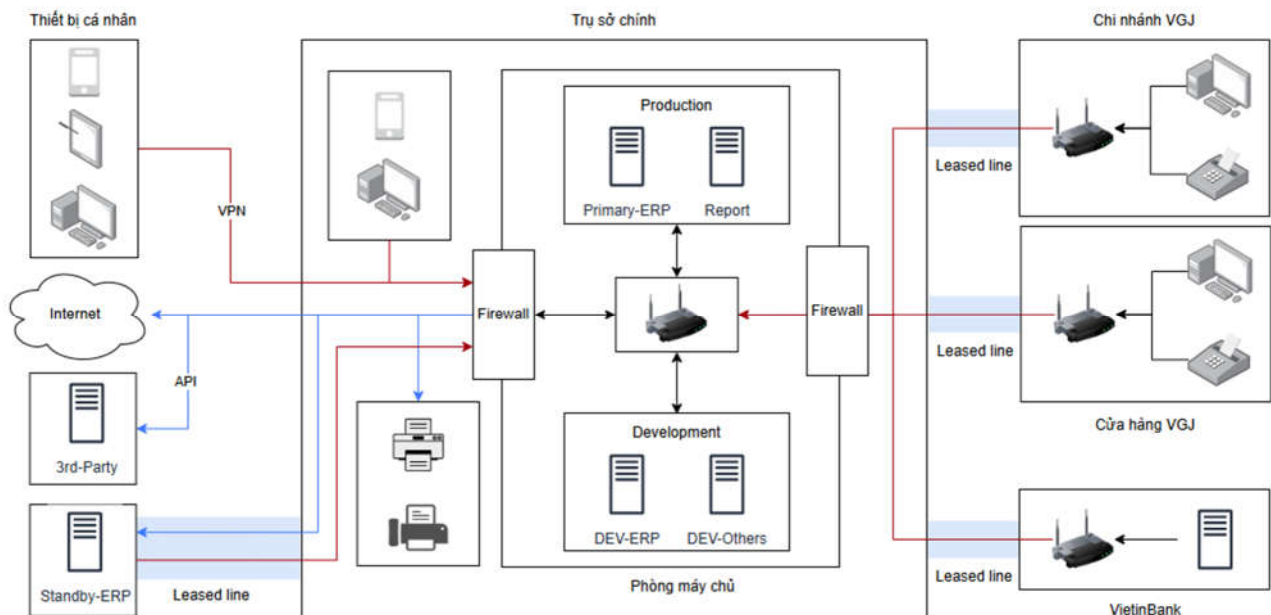 Thiết bị cá nhân
Trụ sở chính
Chi nhánh VGJ
Production
Primary-ERP
Report
Leased line
VPN
Internet
Firewall
Firewall
Leased line
API
3rd-Party
Cửa hàng VGJ
Development
DEV-ERP
DEV-Others
Standby-ERP
Leased line
Phòng máy chủ
Leased line
VietinBank